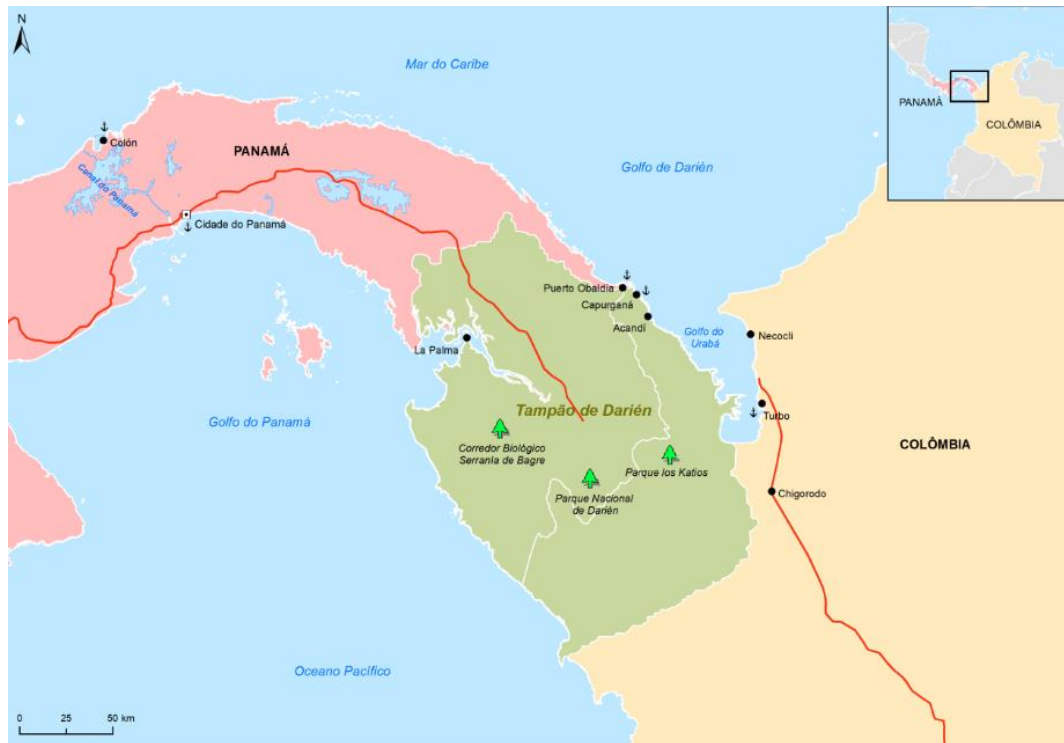 N
Mar do Caribe
PANAMÁ
COLÔMBIA
Colón
PANAMÁ
Canal do
Panamá
Golfo de Darién
Cidade do Panamá
Puerto Obaldia
Capurganá
Acandí
Golfo do
Urabá
Necocli
La Palma
Turbo
Golfo do Panamá
Tampão de Darién
COLÔMBIA
Corredor Biológico
Serranla de Bagre
Parque los Katios
Parque Nacional
de Darién
Chigorodo
Oceano Pacífico
0 25 50 km